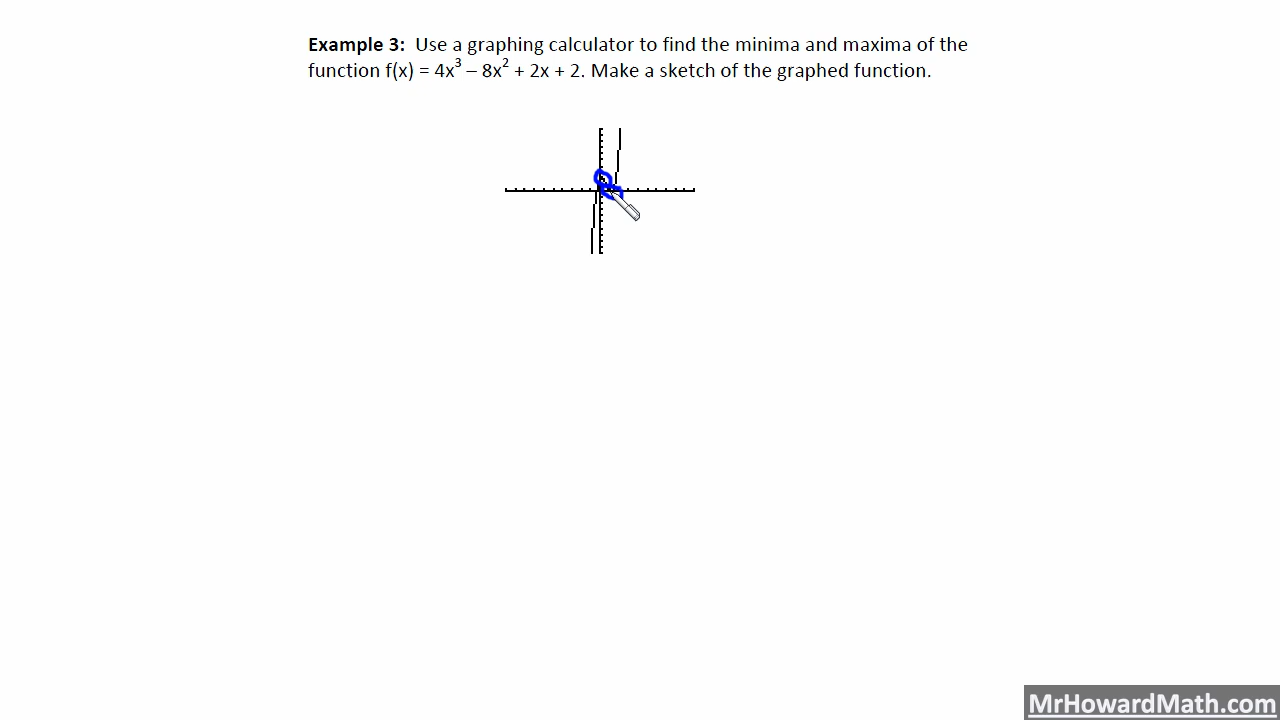 Example 3: Use a graphing calculator to find the minima and maxima of the
function f(x) = 4x³ – 8x² + 2x + 2. Make a sketch of the graphed function.
MrHowardMath.com